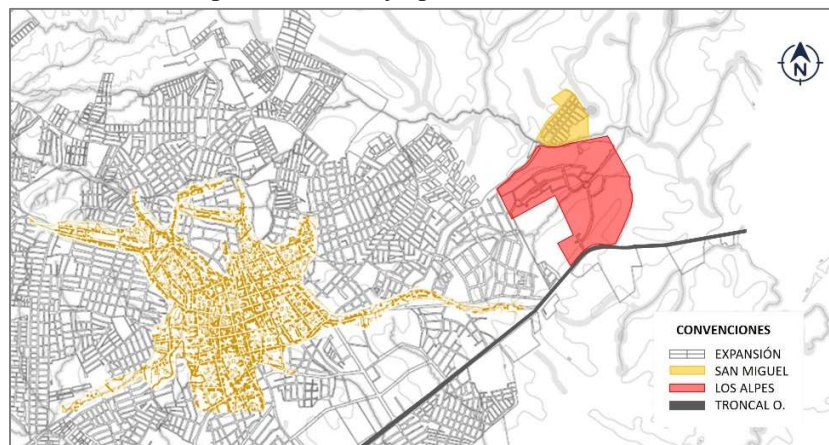 N
CONVENCIONES
EXPANSIÓN
SAN MIGUEL
LOS ALPES
TRONCAL O.